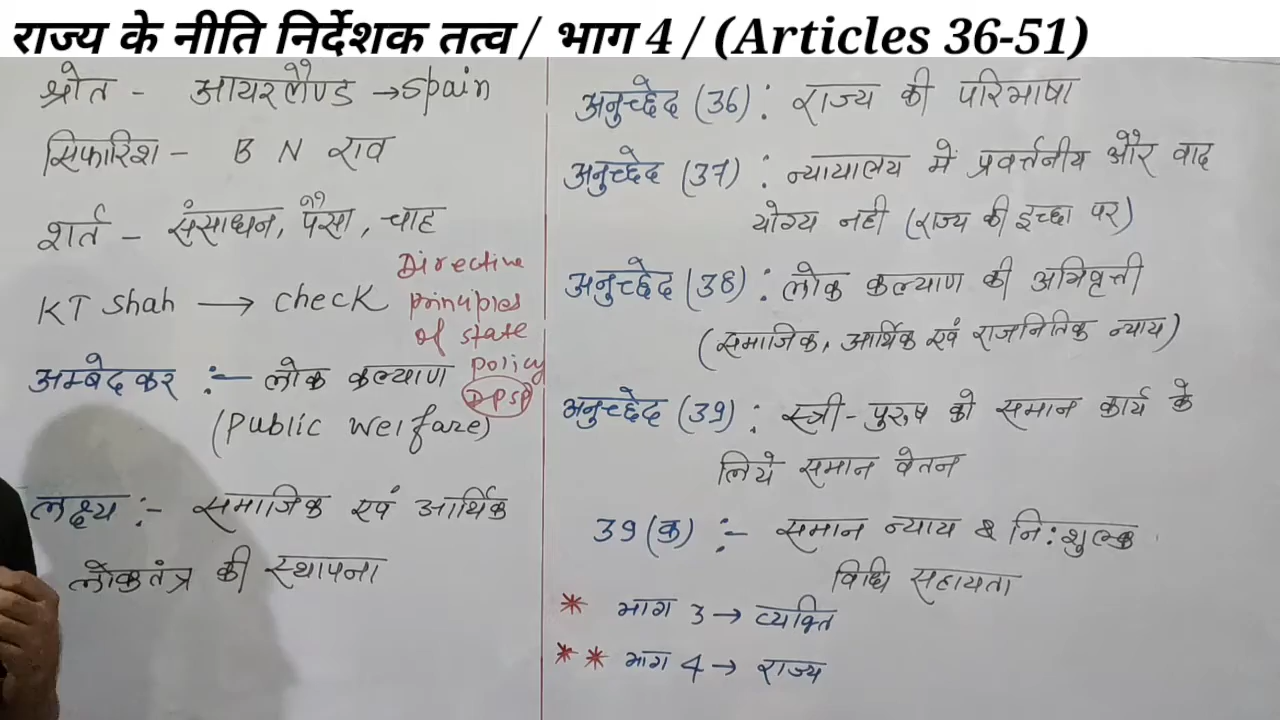 राज्य के नीति निर्देशक तत्व / भाग 4 / (Articles 36-51)
श्रोत - आयरलैण्ड → spain
सिफारिश - B N राव
शर्त - संसाधन, पैसा, चाह
KT shah → check
Directive
principles
of state
policy
DPSP
अम्बेदकर :- लोक कल्याण
(public welfare)
लक्ष्य :- समाजिक एवं आर्थिक
लोकतंत्र की स्थापना
अनुच्छेद (36) : राज्य की परिभाषा
अनुच्छेद (37) : न्यायालय में प्रवर्त्तनीय और वाद
योग्य नही (राज्य की इच्छा पर)
अनुच्छेद (38) : लोक कल्याण की अभिवृत्ती
(समाजिक, आर्थिक एवं राजनितिक न्याय)
अनुच्छेद (39) : स्त्री-पुरुष को समान कार्य के
लिये समान वेतन
39 (क) :- समान न्याय & नि:शुल्क
विधि सहायता
* भाग 3 → व्यक्ति
** भाग 4 → राज्य